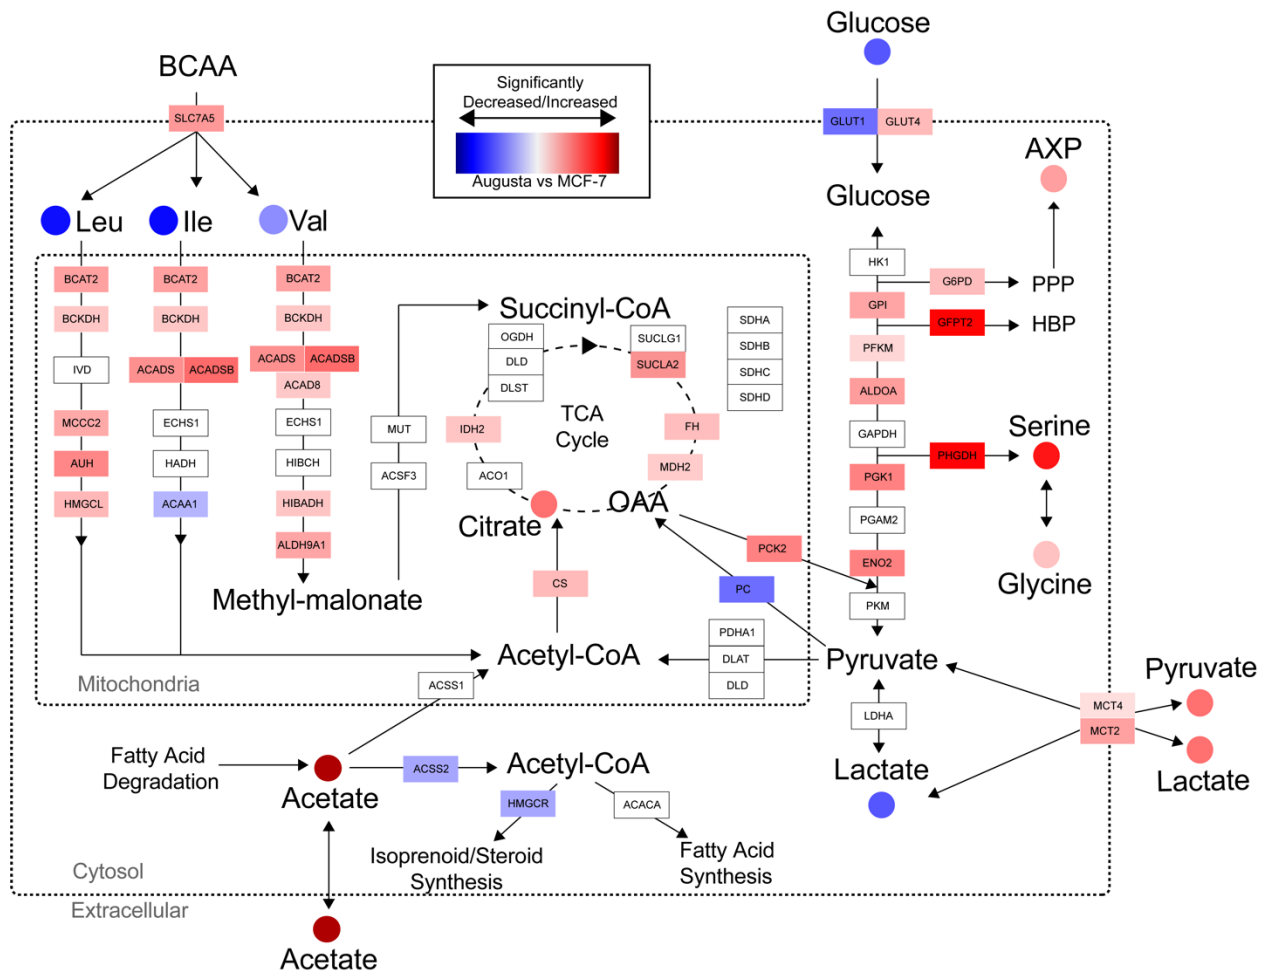 Glucose
BCAA
Significantly
Decreased/Increased
Augusta vs MCF-7
SLC7A5
GLUT1
GLUT4
AXP
Glucose
Leu
Ile
Val
HK1
BCAT2
BCAT2
BCAT2
G6PD
PPP
GPI
Succinyl-CoA
BCKDH
BCKDH
BCKDH
GFPT2
HBP
SDHA
SDHB
SDHC
SDHD
OGDH
DLD
DLST
SUCLG1
SUCLA2
PFKM
IVD
ACADS
ACADSB
ACADS
ACADSB
ACAD8
ALDOA
TCA
Cycle
MCCC2
ECHS1
ECHS1
MUT
IDH2
FH
GAPDH
Serine
AUH
HADH
HIBCH
ACSF3
ACO1
MDH2
PHGDH
PGK1
HMGCL
ACAA1
HIBADH
Citrate
OAA
PGAM2
ALDH9A1
PCK2
ENO2
Glycine
CS
PC
Methyl-malonate
PKM
PDHA1
DLAT
DLD
Acetyl-CoA
Pyruvate
Pyruvate
Mitochondria
ACSS1
MCT4
MCT2
LDHA
Fatty Acid
Degradation
Acetate
ACSS2
Acetyl-CoA
Lactate
Lactate
HMGCR
ACACA
Isoprenoid/Steroid
Synthesis
Fatty Acid
Synthesis
Cytosol
Extracellular
Acetate